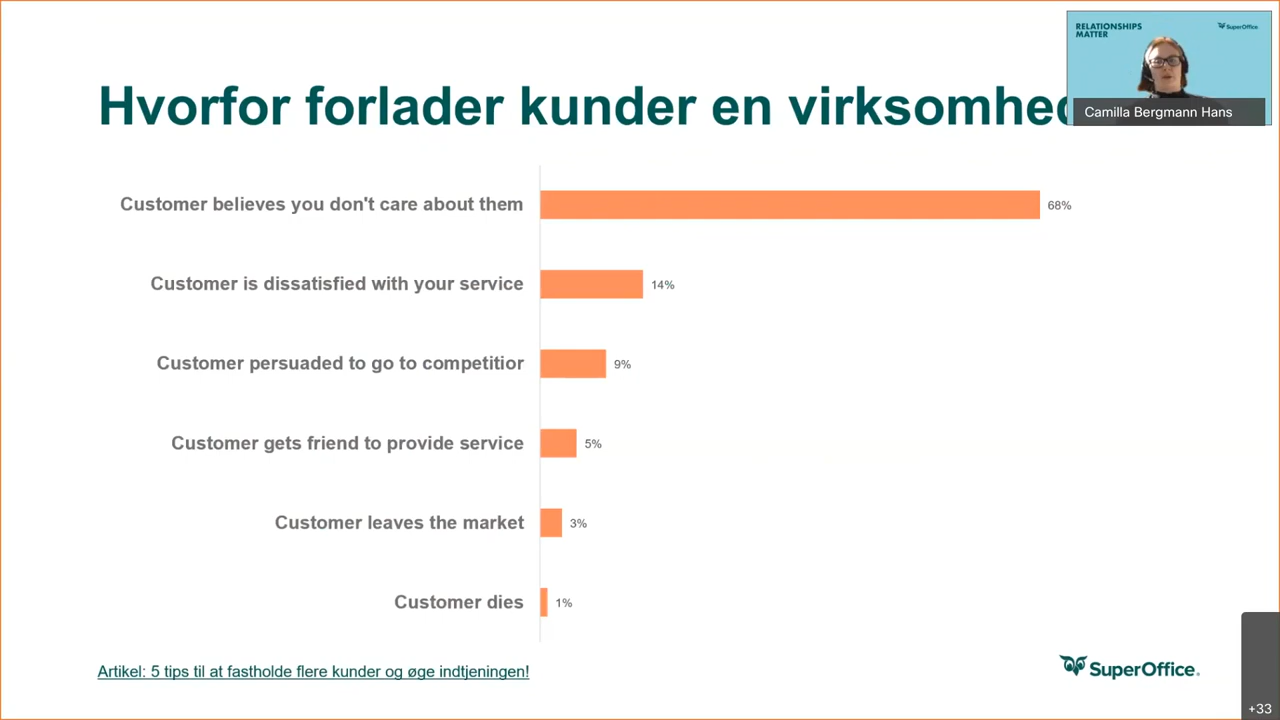 RELATIONSHIPS
MATTER
SuperOffice
Camilla Bergmann Hans
Hvorfor forlader kunder en
Customer believes you don't care about them
68%
Customer is dissatisfied with your service
14%
Customer persuaded to go to competitior
9%
Customer gets friend to provide service
5%
Customer leaves the market
3%
Customer dies
1%
Artikel: 5 tips til at fastholde flere kunder og øge indtjeningen!
SuperOffice.
+33